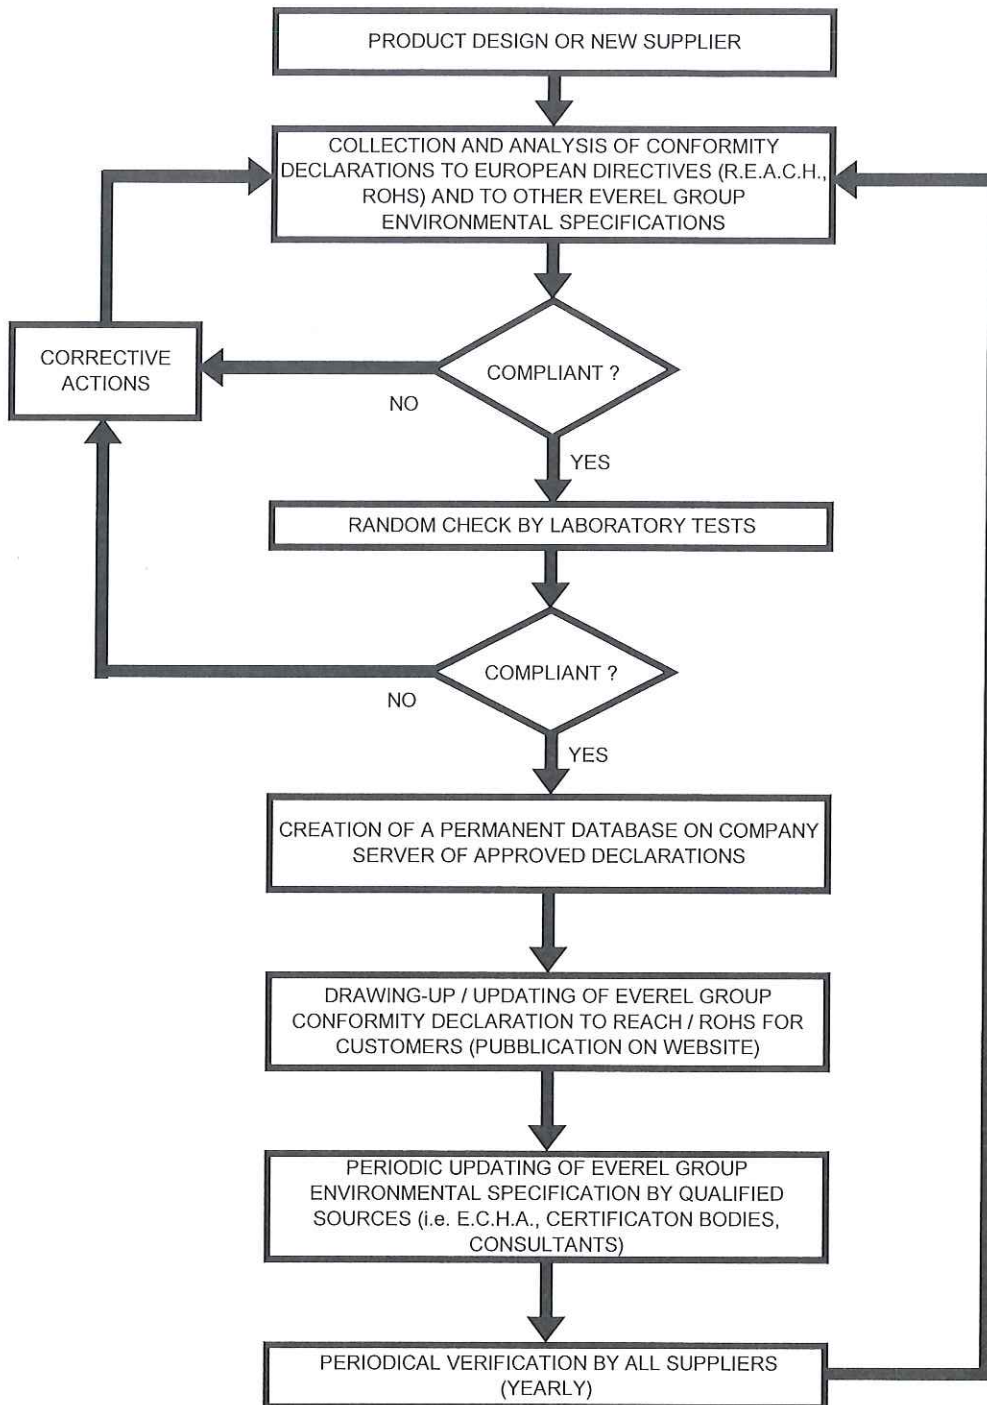 PRODUCT DESIGN OR NEW SUPPLIER
COLLECTION AND ANALYSIS OF CONFORMITY
DECLARATIONS TO EUROPEAN DIRECTIVES (R.E.A.C.H.,
ROHS) AND TO OTHER EVEREL GROUP
ENVIRONMENTAL SPECIFICATIONS
CORRECTIVE
ACTIONS
COMPLIANT ?
NO
YES
RANDOM CHECK BY LABORATORY TESTS
COMPLIANT ?
NO
YES
CREATION OF A PERMANENT DATABASE ON COMPANY
SERVER OF APPROVED DECLARATIONS
DRAWING-UP / UPDATING OF EVEREL GROUP
CONFORMITY DECLARATION TO REACH / ROHS FOR
CUSTOMERS (PUBBLICATION ON WEBSITE)
PERIODIC UPDATING OF EVEREL GROUP
ENVIRONMENTAL SPECIFICATION BY QUALIFIED
SOURCES (i.e. E.C.H.A., CERTIFICATON BODIES,
CONSULTANTS)
PERIODICAL VERIFICATION BY ALL SUPPLIERS
(YEARLY)